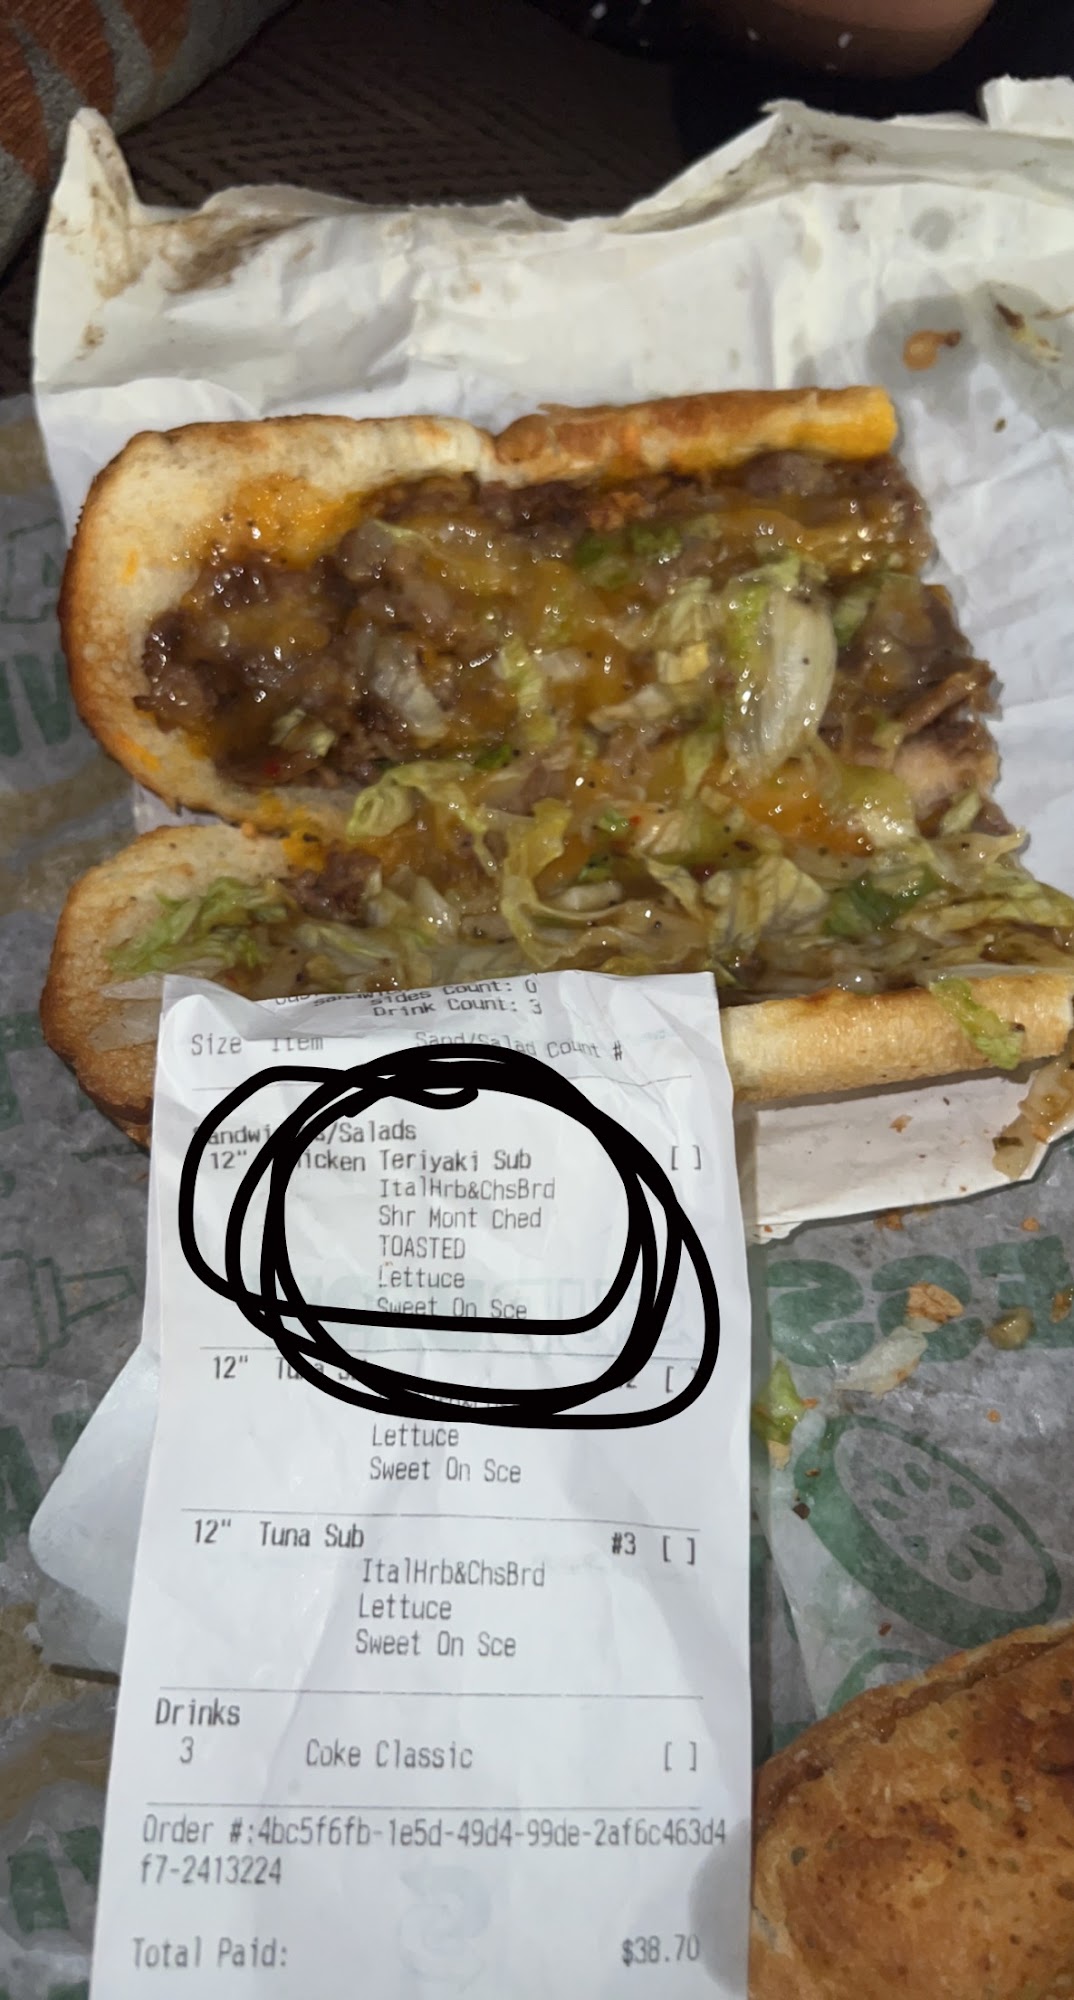 Sides Count: 0
Drink Count: 3
Size Item Sand/Salad Count #
/Salads
12" Teriyaki Sub [ ]
ItalHrb&ChsBrd
Shr Mont Ched
TOASTED
Lettuce
Sweet On Sce
12" [
Lettuce
Sweet On Sce
12" Tuna Sub #3 [ ]
ItalHrb&ChsBrd
Lettuce
Sweet On Sce
Drinks
3 Coke Classic [ ]
Order #:4bc5f6fb-1e5d-49d4-99de-2af6c463d4
f7-2413224
Total Paid: $38.70